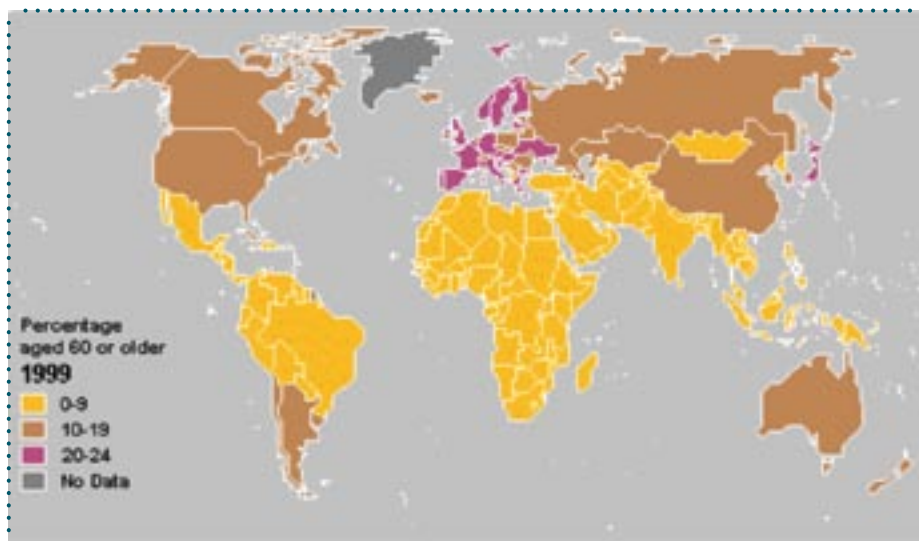 Percentage
aged 60 or older
1999
0-9
10-19
20-24
No Data